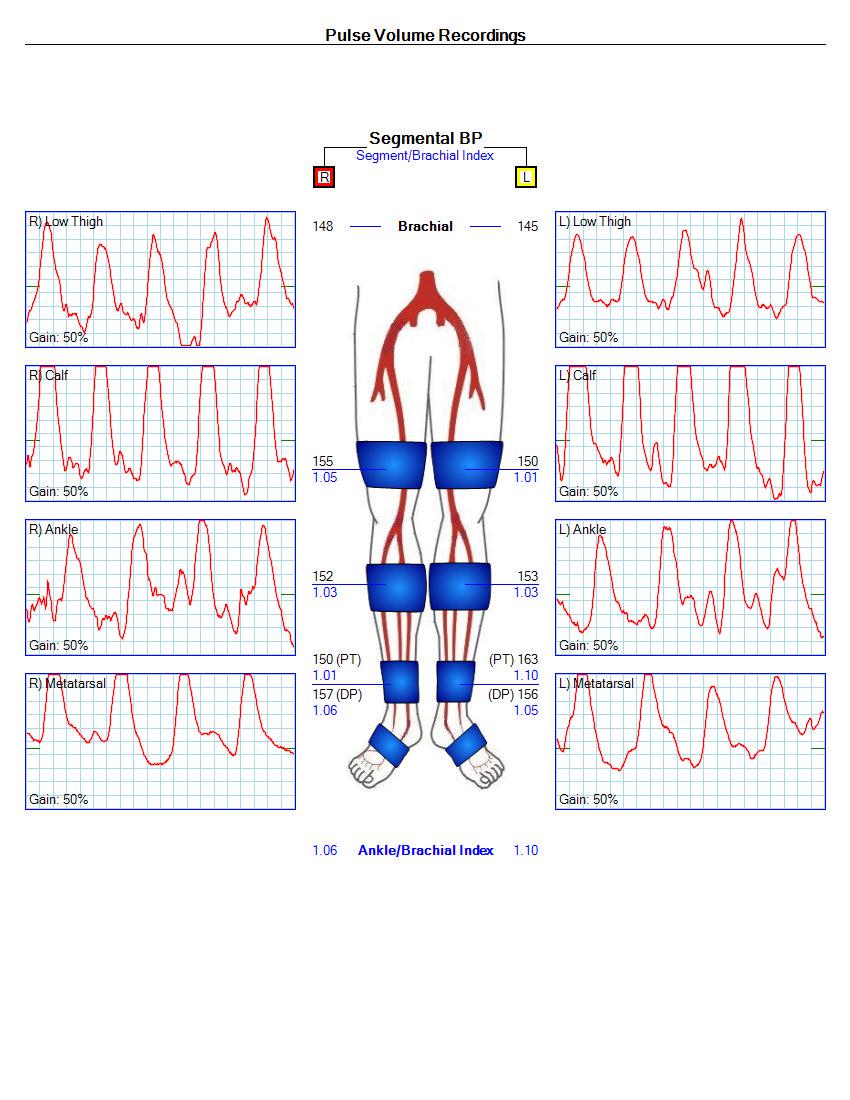 Pulse Volume Recordings
Segmental BP
Segment/Brachial Index
R
L
148 Brachial 145
R) Low Thigh
Gain: 50%
L) Low Thigh
Gain: 50%
R) Calf
Gain: 50%
L) Calf
Gain: 50%
155
1.05
150
1.01
R) Ankle
Gain: 50%
L) Ankle
Gain: 50%
152
1.03
153
1.03
150 (PT)
1.01
157 (DP)
1.06
(PT) 163
1.10
(DP) 156
1.05
R) Metatarsal
Gain: 50%
L) Metatarsal
Gain: 50%
1.06 Ankle/Brachial Index 1.10